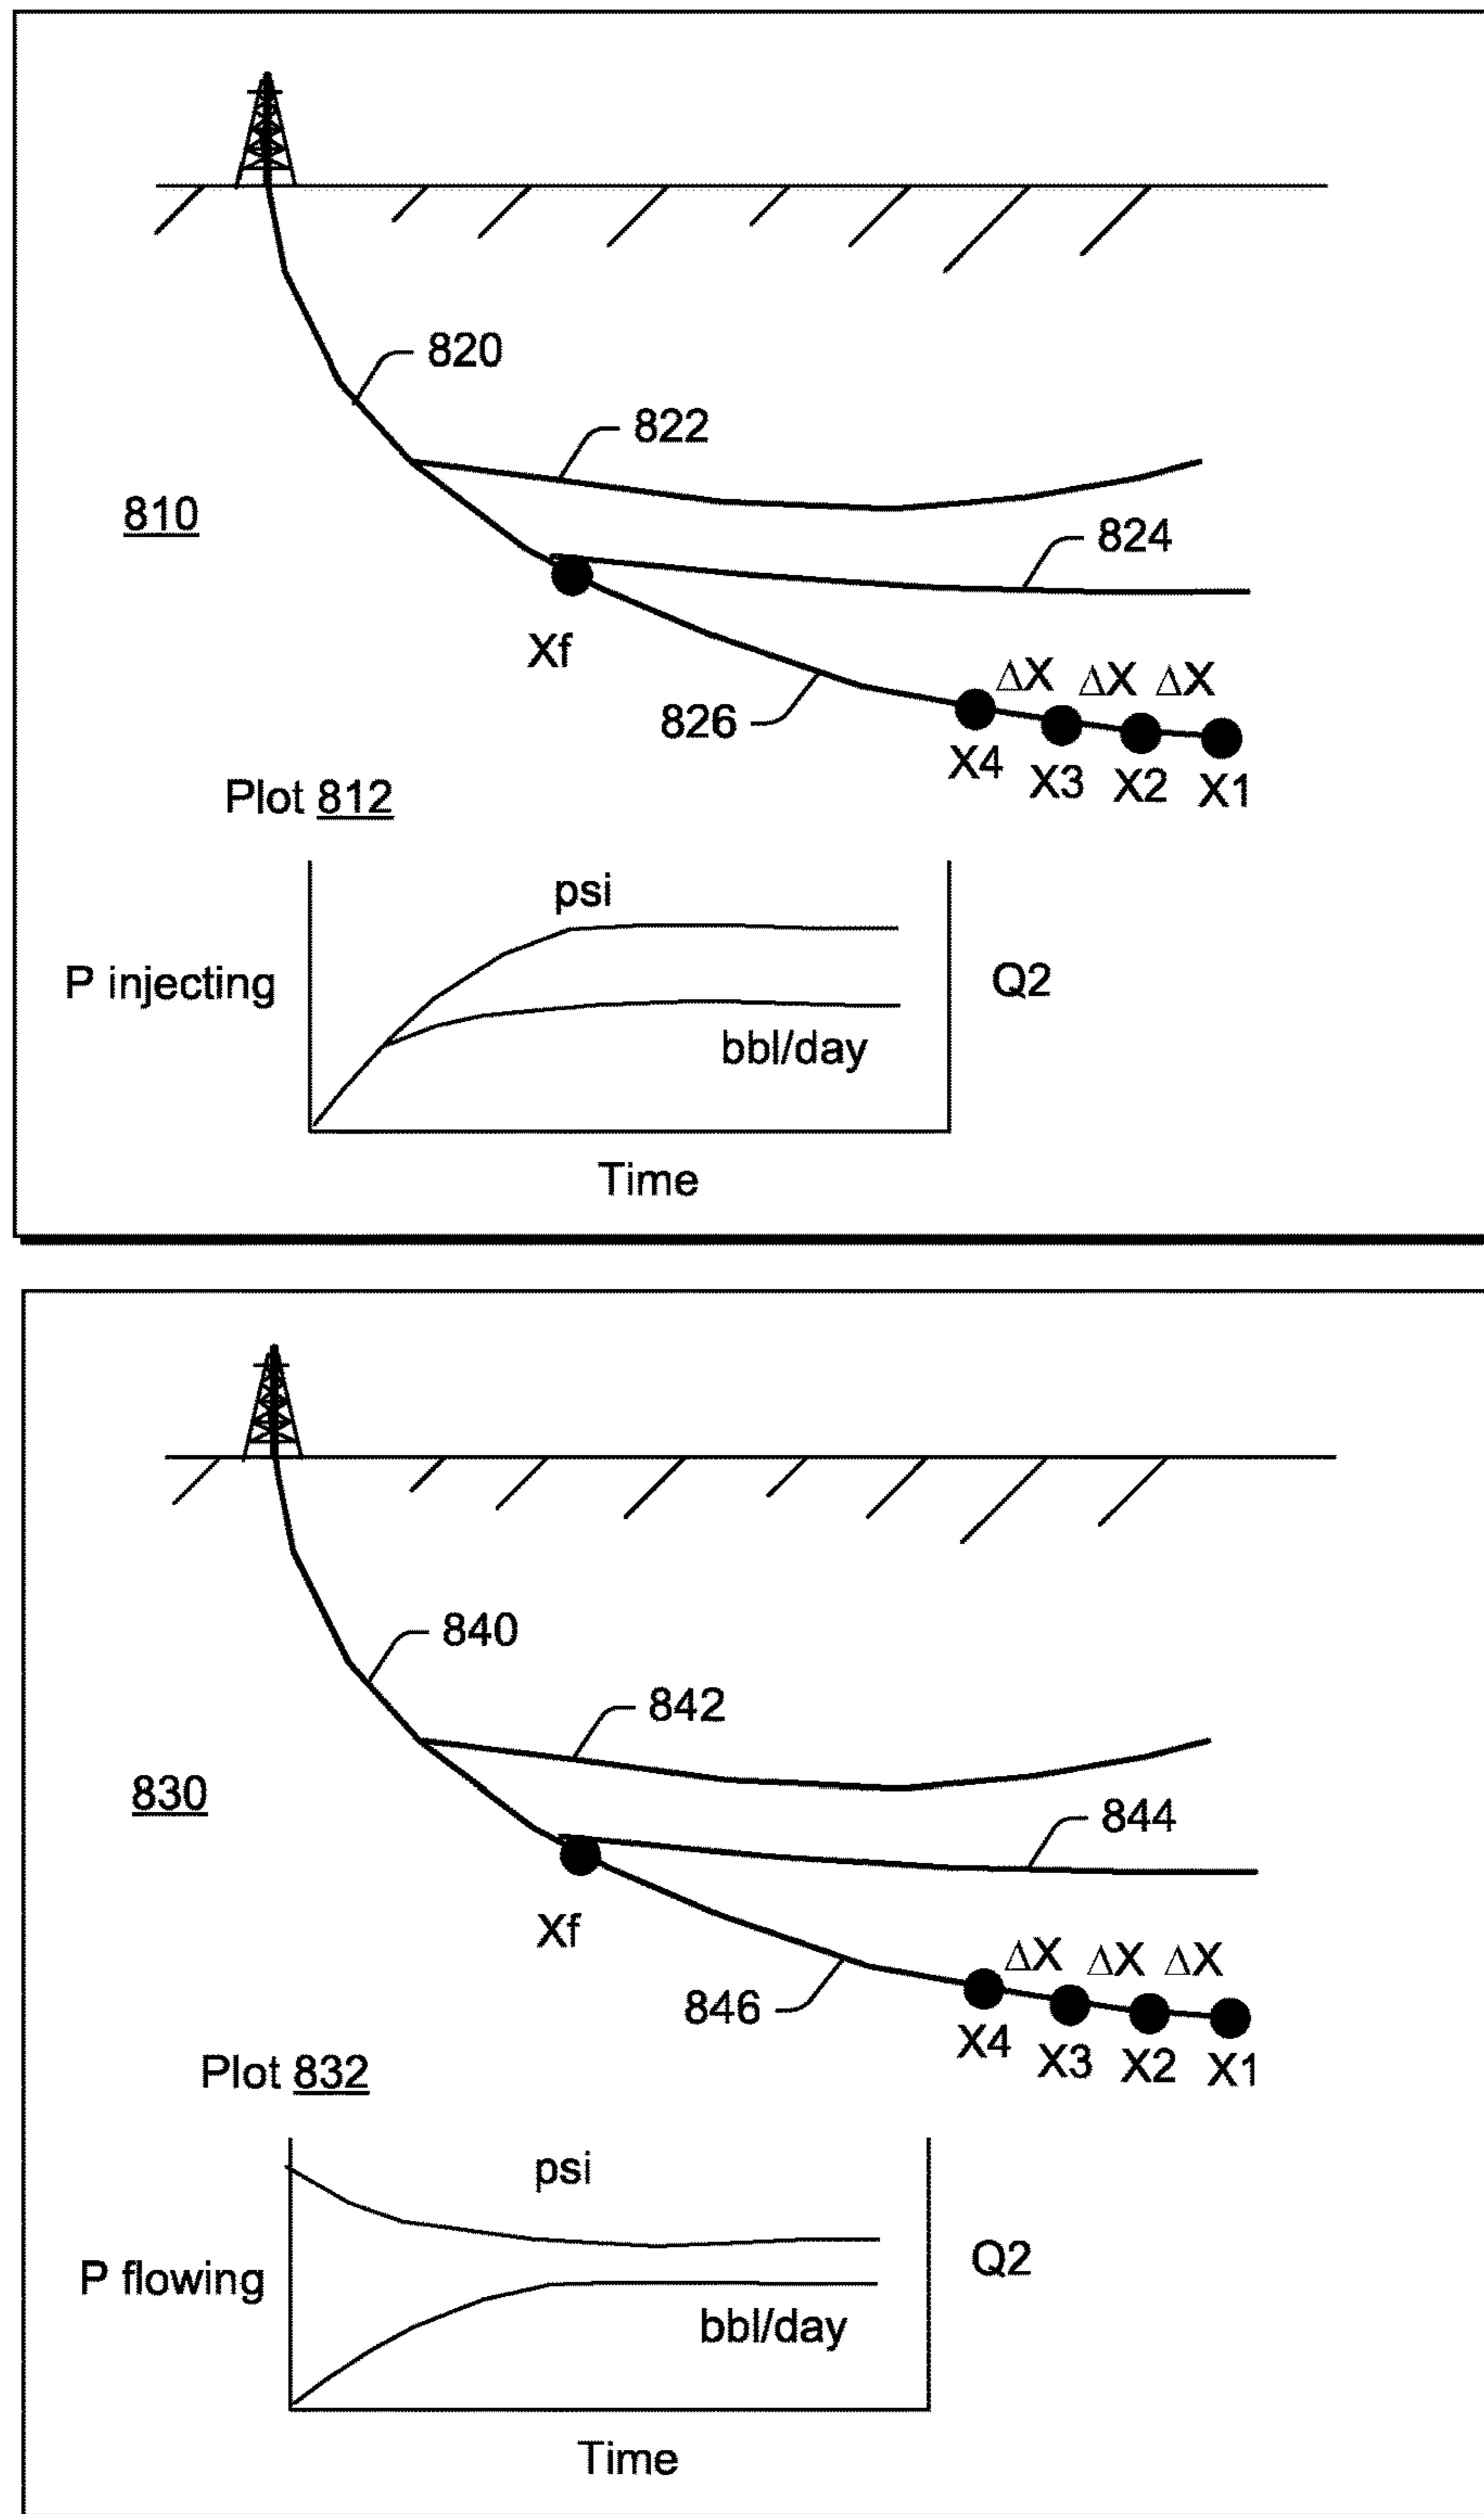 820
822
810
824
Xf
ΔX ΔX ΔX
826
X4 X3 X2 X1
Plot 812
psi
P injecting
Q2
bbl/day
Time
840
842
830
844
Xf
ΔX ΔX ΔX
846
X4 X3 X2 X1
Plot 832
psi
P flowing
Q2
bbl/day
Time